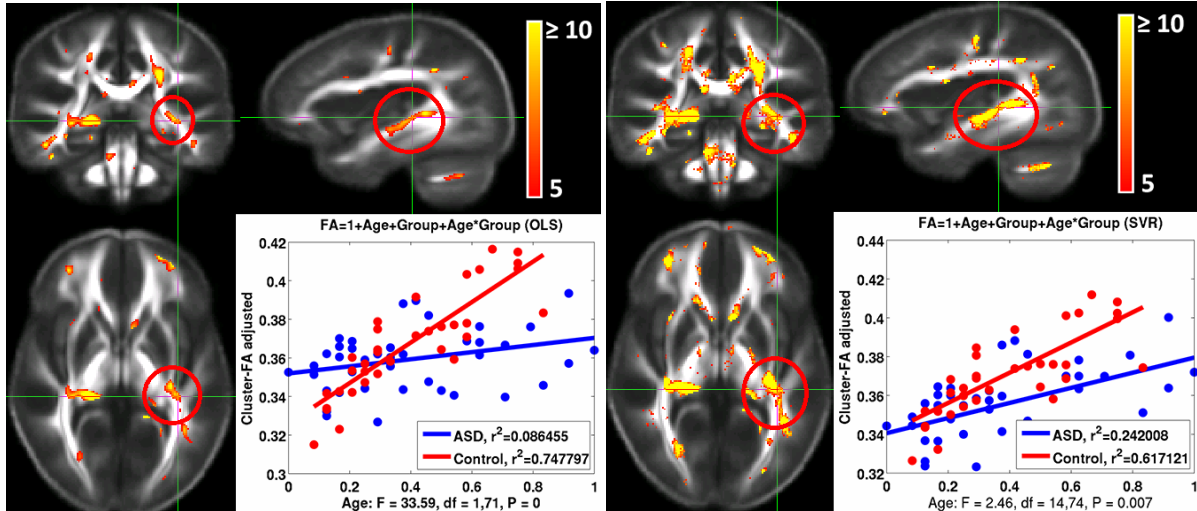 ≥ 10
5
FA=1+Age+Group+Age*Group (OLS)
Cluster-FA adjusted
0.42
0.4
0.38
0.36
0.34
0.32
0.3
0 0.2 0.4 0.6 0.8 1
ASD, r²=0.086455
Control, r²=0.747797
Age: F = 33.59, df = 1,71, P = 0
≥ 10
5
FA=1+Age+Group+Age*Group (SVR)
Cluster-FA adjusted
0.44
0.42
0.4
0.38
0.36
0.34
0.32
0 0.2 0.4 0.6 0.8 1
ASD, r²=0.242008
Control, r²=0.617121
Age: F = 2.46, df = 14,74, P = 0.007